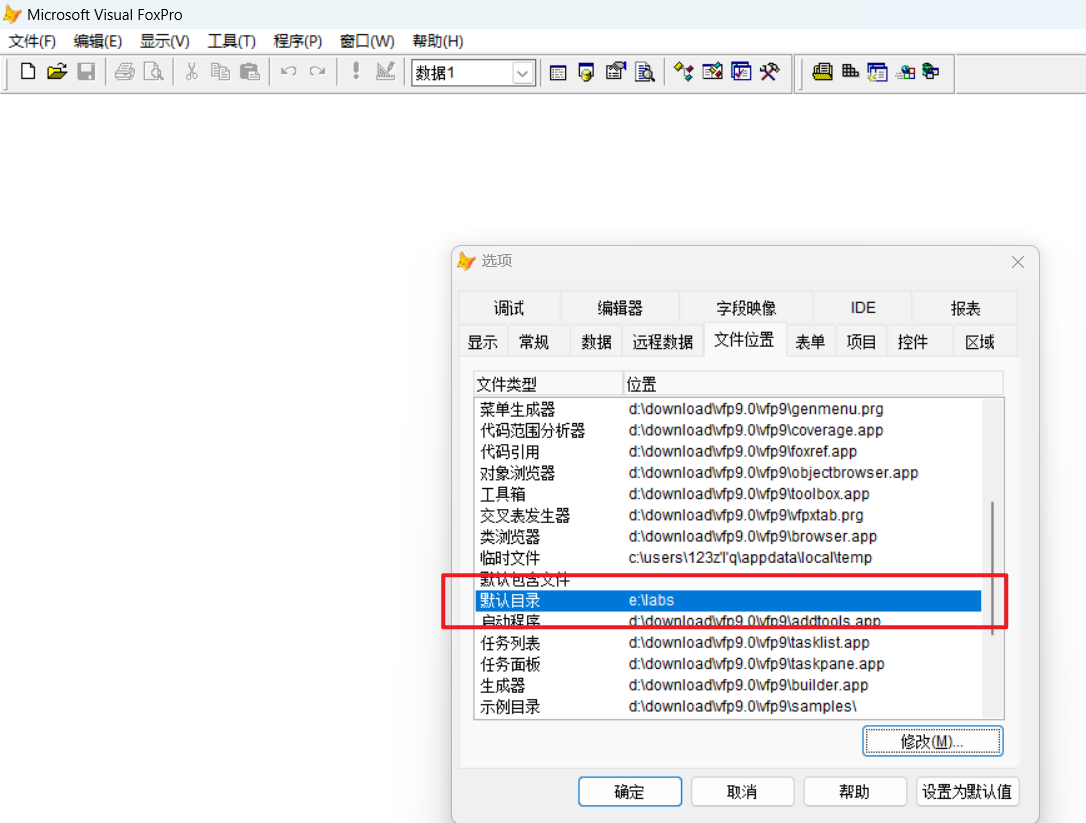 Microsoft Visual FoxPro
文件(F) 编辑(E) 显示(V) 工具(T) 程序(P) 窗口(W) 帮助(H)
数据1
选项
调试 编辑器 字段映像 IDE 报表
显示 常规 数据 远程数据 文件位置 表单 项目 控件 区域
文件类型 位置
菜单生成器 d:\download\vfp9.0\vfp9\genmenu.prg
代码范围分析器 d:\download\vfp9.0\vfp9\coverage.app
代码引用 d:\download\vfp9.0\vfp9\foxref.app
对象浏览器 d:\download\vfp9.0\vfp9\objectbrowser.app
工具箱 d:\download\vfp9.0\vfp9\toolbox.app
交叉表发生器 d:\download\vfp9.0\vfp9\vfpxtab.prg
类浏览器 d:\download\vfp9.0\vfp9\browser.app
临时文件 c:\users\123z'l'q\appdata\local\temp
默认包含文件
默认目录 e:\labs
启动程序 d:\download\vfp9.0\vfp9\addtools.app
任务列表 d:\download\vfp9.0\vfp9\tasklist.app
任务面板 d:\download\vfp9.0\vfp9\taskpane.app
生成器 d:\download\vfp9.0\vfp9\builder.app
示例目录 d:\download\vfp9.0\vfp9\samples\
修改(M)...
确定 取消 帮助 设置为默认值